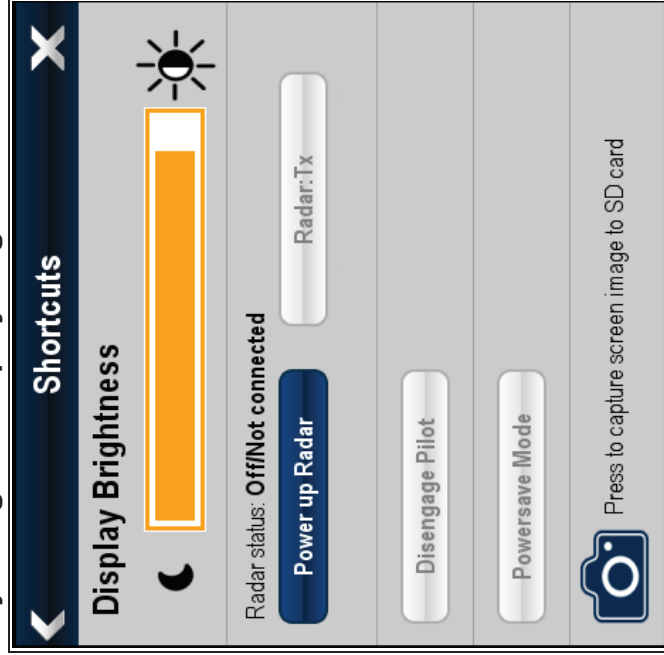 Shortcuts
Display Brightness
Radar status: Off/Not connected
Power up Radar
Radar:Tx
Disengage Pilot
Powersave Mode
Press to capture screen image to SD card